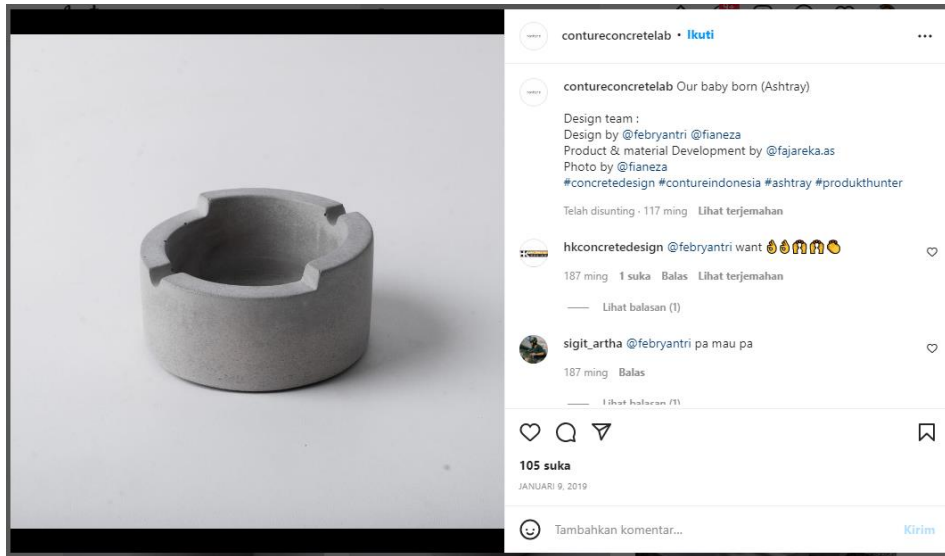 contureconcretelab • Ikuti
contureconcretelab Our baby born (Ashtray)
Design team :
Design by @febryantri @fianeza
Product & material Development by @fajareka.as
Photo by @fianeza
#concretedesign #contureindonesia #ashtray #produkthunter
Telah disunting · 117 ming Lihat terjemahan
hkconcretedesign @febryantri want 👌👌🙌🙌👏
187 ming 1 suka Balas Lihat terjemahan
Lihat balasan (1)
sigit_artha @febryantri pa mau pa
187 ming Balas
Lihat balasan (1)
105 suka
JANUARI 9, 2019
Tambahkan komentar...
Kirim